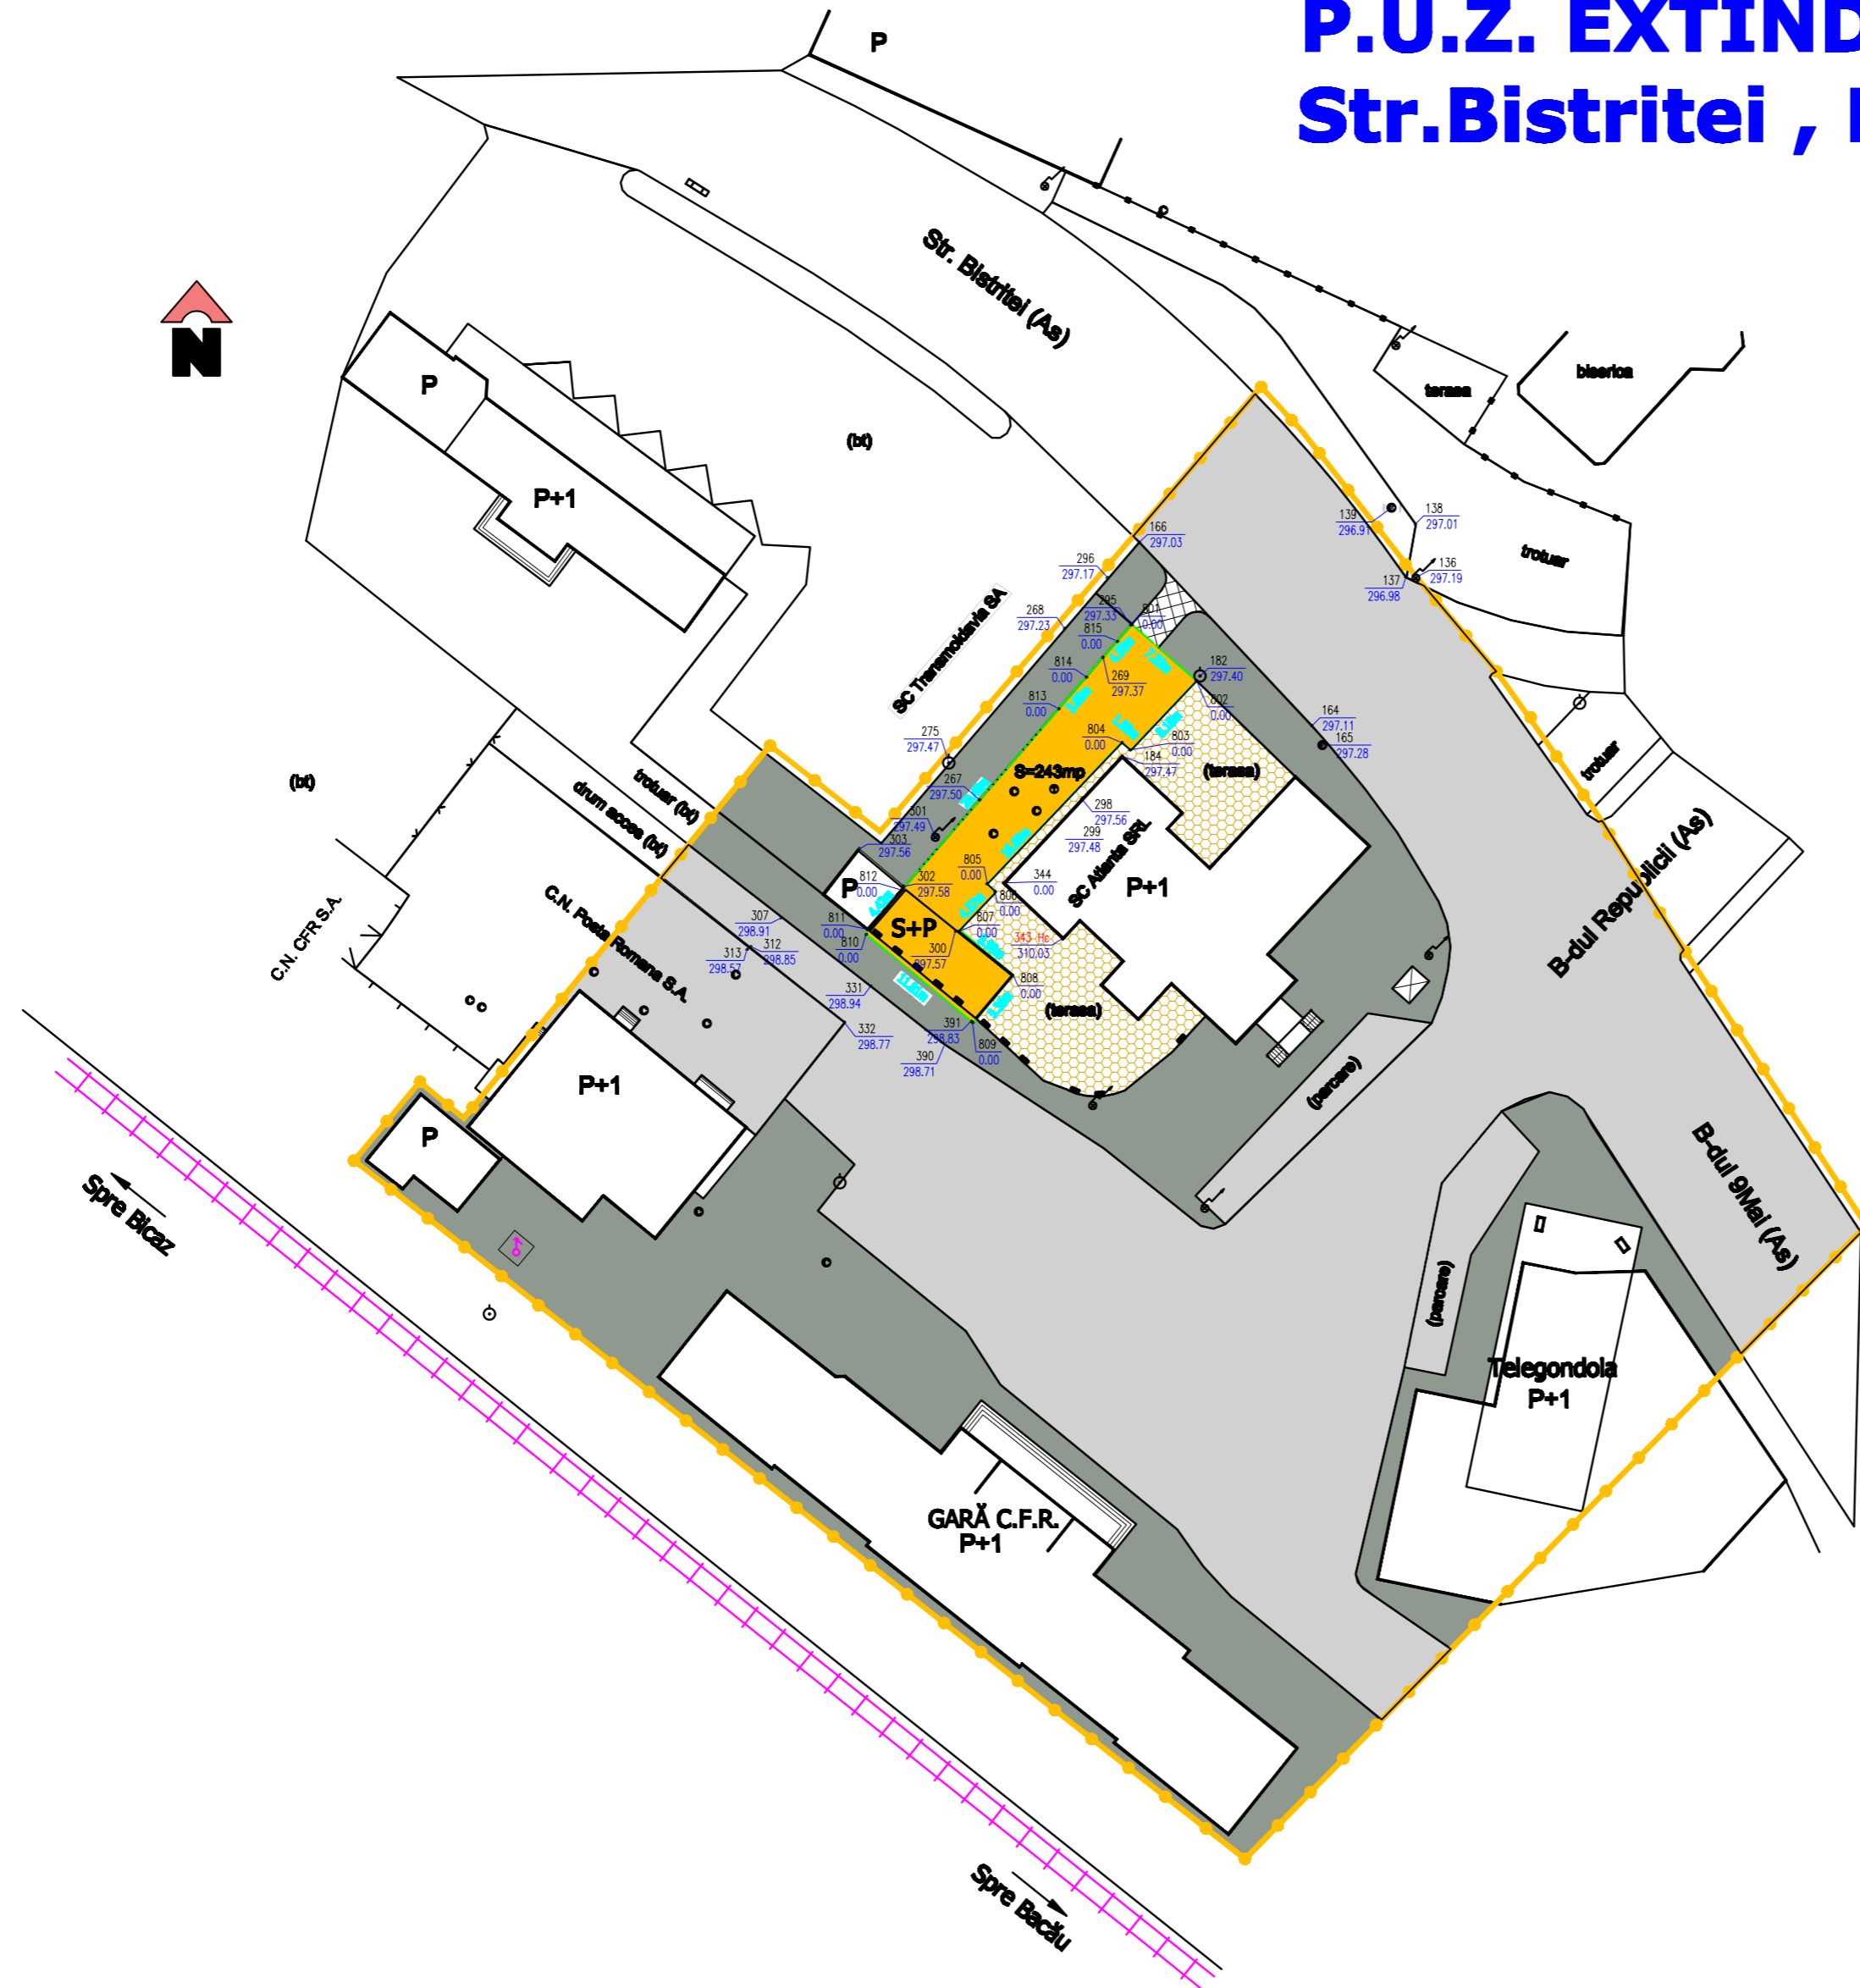 P.U.Z. EXTIND
Str.Bistritei ,
P
Str. Bistritei (As)
N
biserica
terasa
P
(bt)
P+1
139
296.91
138
297.01
166
297.03
trotuar
296
297.17
136
297.19
137
296.98
295
297.33
801
0.00
268
297.23
815
0.00
SC Transmoldavia SA
814
0.00
269
297.37
182
297.40
813
0.00
802
0.00
164
297.11
165
297.28
275
297.47
804
0.00
803
0.00
184
297.47
trotuar
(bt)
trotuar (bt)
drum acces (bt)
267
297.50
S=243mp
(terasa)
301
297.49
298
297.56
299
297.48
303
297.56
SC Atlanta SRL
B-dul Republicii (As)
812
0.00
P
302
297.58
805
0.00
344
0.00
P+1
806
0.00
C.N. CFR S.A.
C.N. Posta Romana S.A.
307
298.91
811
0.00
810
0.00
S+P
807
0.00
343 Hc
310.03
313
298.57
312
298.85
300
297.57
808
0.00
331
298.94
11.81m
(terasa)
332
298.77
391
298.83
809
0.00
390
298.71
P+1
(parcare)
P
B-dul 9Mai (As)
Spre Bicaz
(parcare)
Telegondola
P+1
GARĂ C.F.R.
P+1
Spre Bacău